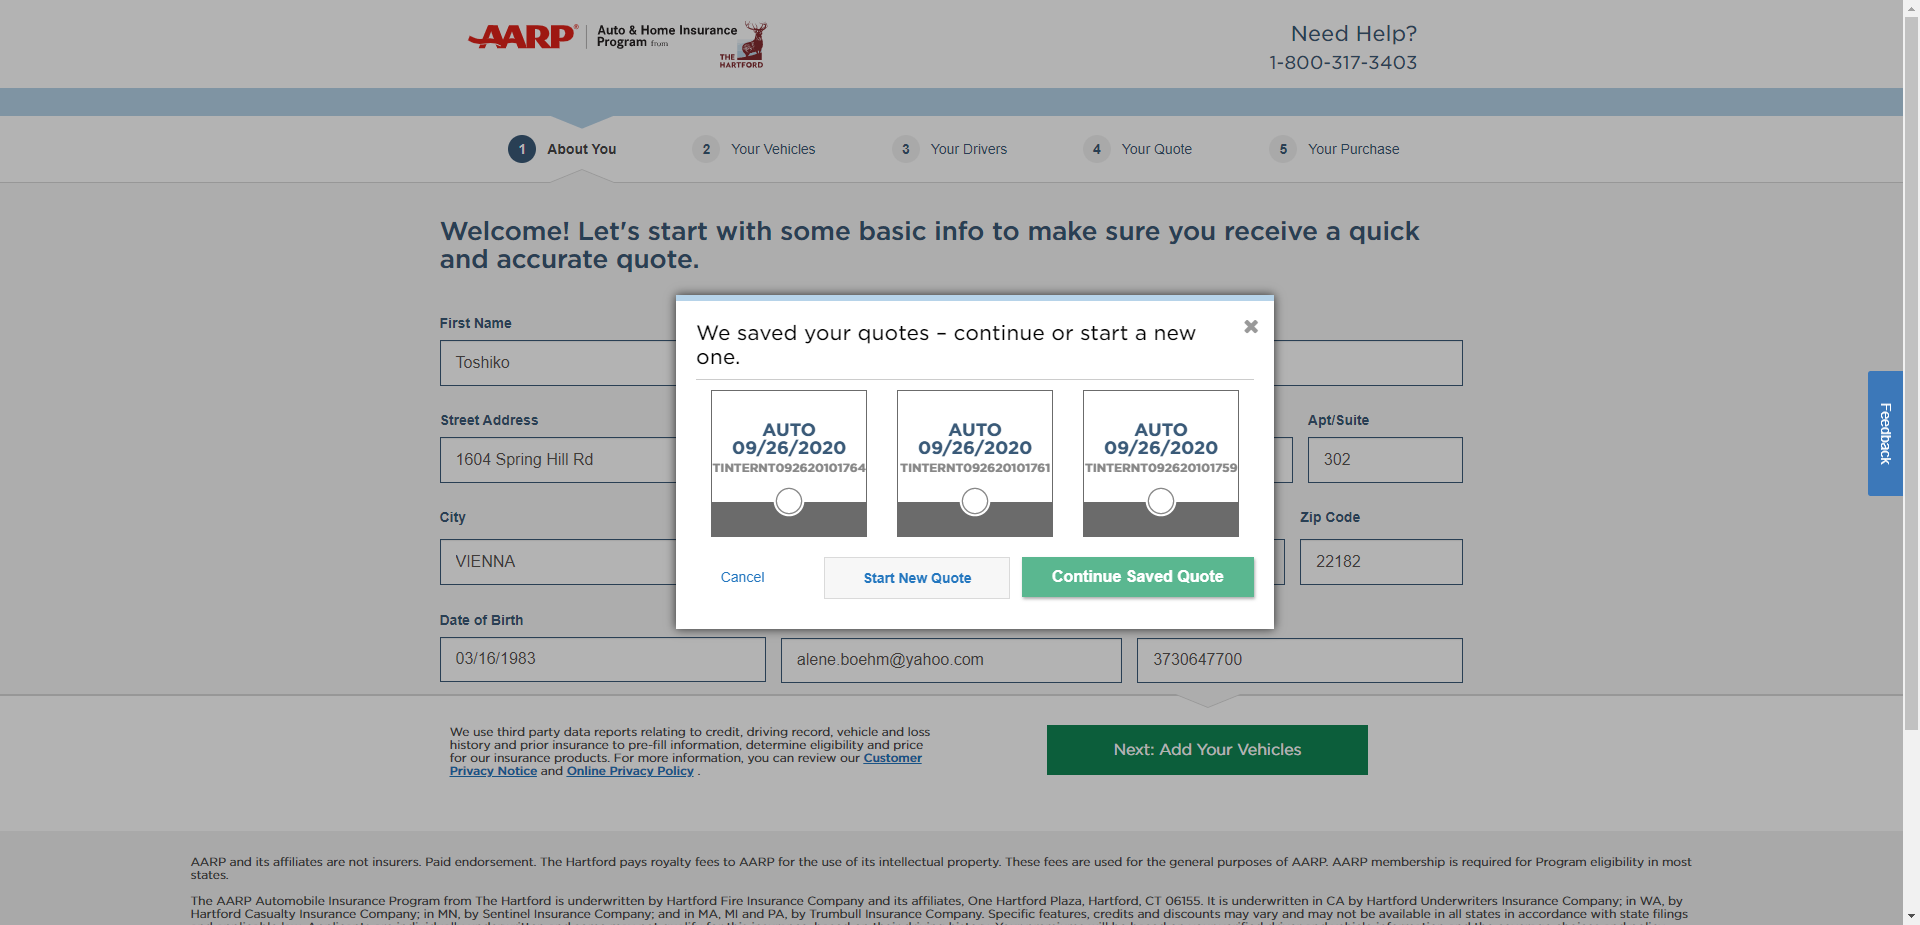 AARP® Auto & Home Insurance
Program from
THE
HARTFORD
Need Help?
1-800-317-3403
1 About You 2 Your Vehicles 3 Your Drivers 4 Your Quote 5 Your Purchase
Welcome! Let's start with some basic info to make sure you receive a quick
and accurate quote.
First Name
Toshiko
Street Address
Apt/Suite
1604 Spring Hill Rd
302
City
Zip Code
VIENNA
22182
Date of Birth
03/16/1983
alene.boehm@yahoo.com
3730647700
We saved your quotes – continue or start a new
one.
✖
AUTO
09/26/2020
TINTERNT092620101764
AUTO
09/26/2020
TINTERNT092620101761
AUTO
09/26/2020
TINTERNT092620101759
Cancel
Start New Quote
Continue Saved Quote
Feedback
We use third party data reports relating to credit, driving record, vehicle and loss
history and prior insurance to pre-fill information, determine eligibility and price
for our insurance products. For more information, you can review our Customer
Privacy Notice and Online Privacy Policy .
Next: Add Your Vehicles
AARP and its affiliates are not insurers. Paid endorsement. The Hartford pays royalty fees to AARP for the use of its intellectual property. These fees are used for the general purposes of AARP. AARP membership is required for Program eligibility in most
states.
The AARP Automobile Insurance Program from The Hartford is underwritten by Hartford Fire Insurance Company and its affiliates, One Hartford Plaza, Hartford, CT 06155. It is underwritten in CA by Hartford Underwriters Insurance Company; in WA, by
Hartford Casualty Insurance Company; in MN, by Sentinel Insurance Company; and in MA, MI and PA, by Trumbull Insurance Company. Specific features, credits and discounts may vary and may not be available in all states in accordance with state filings